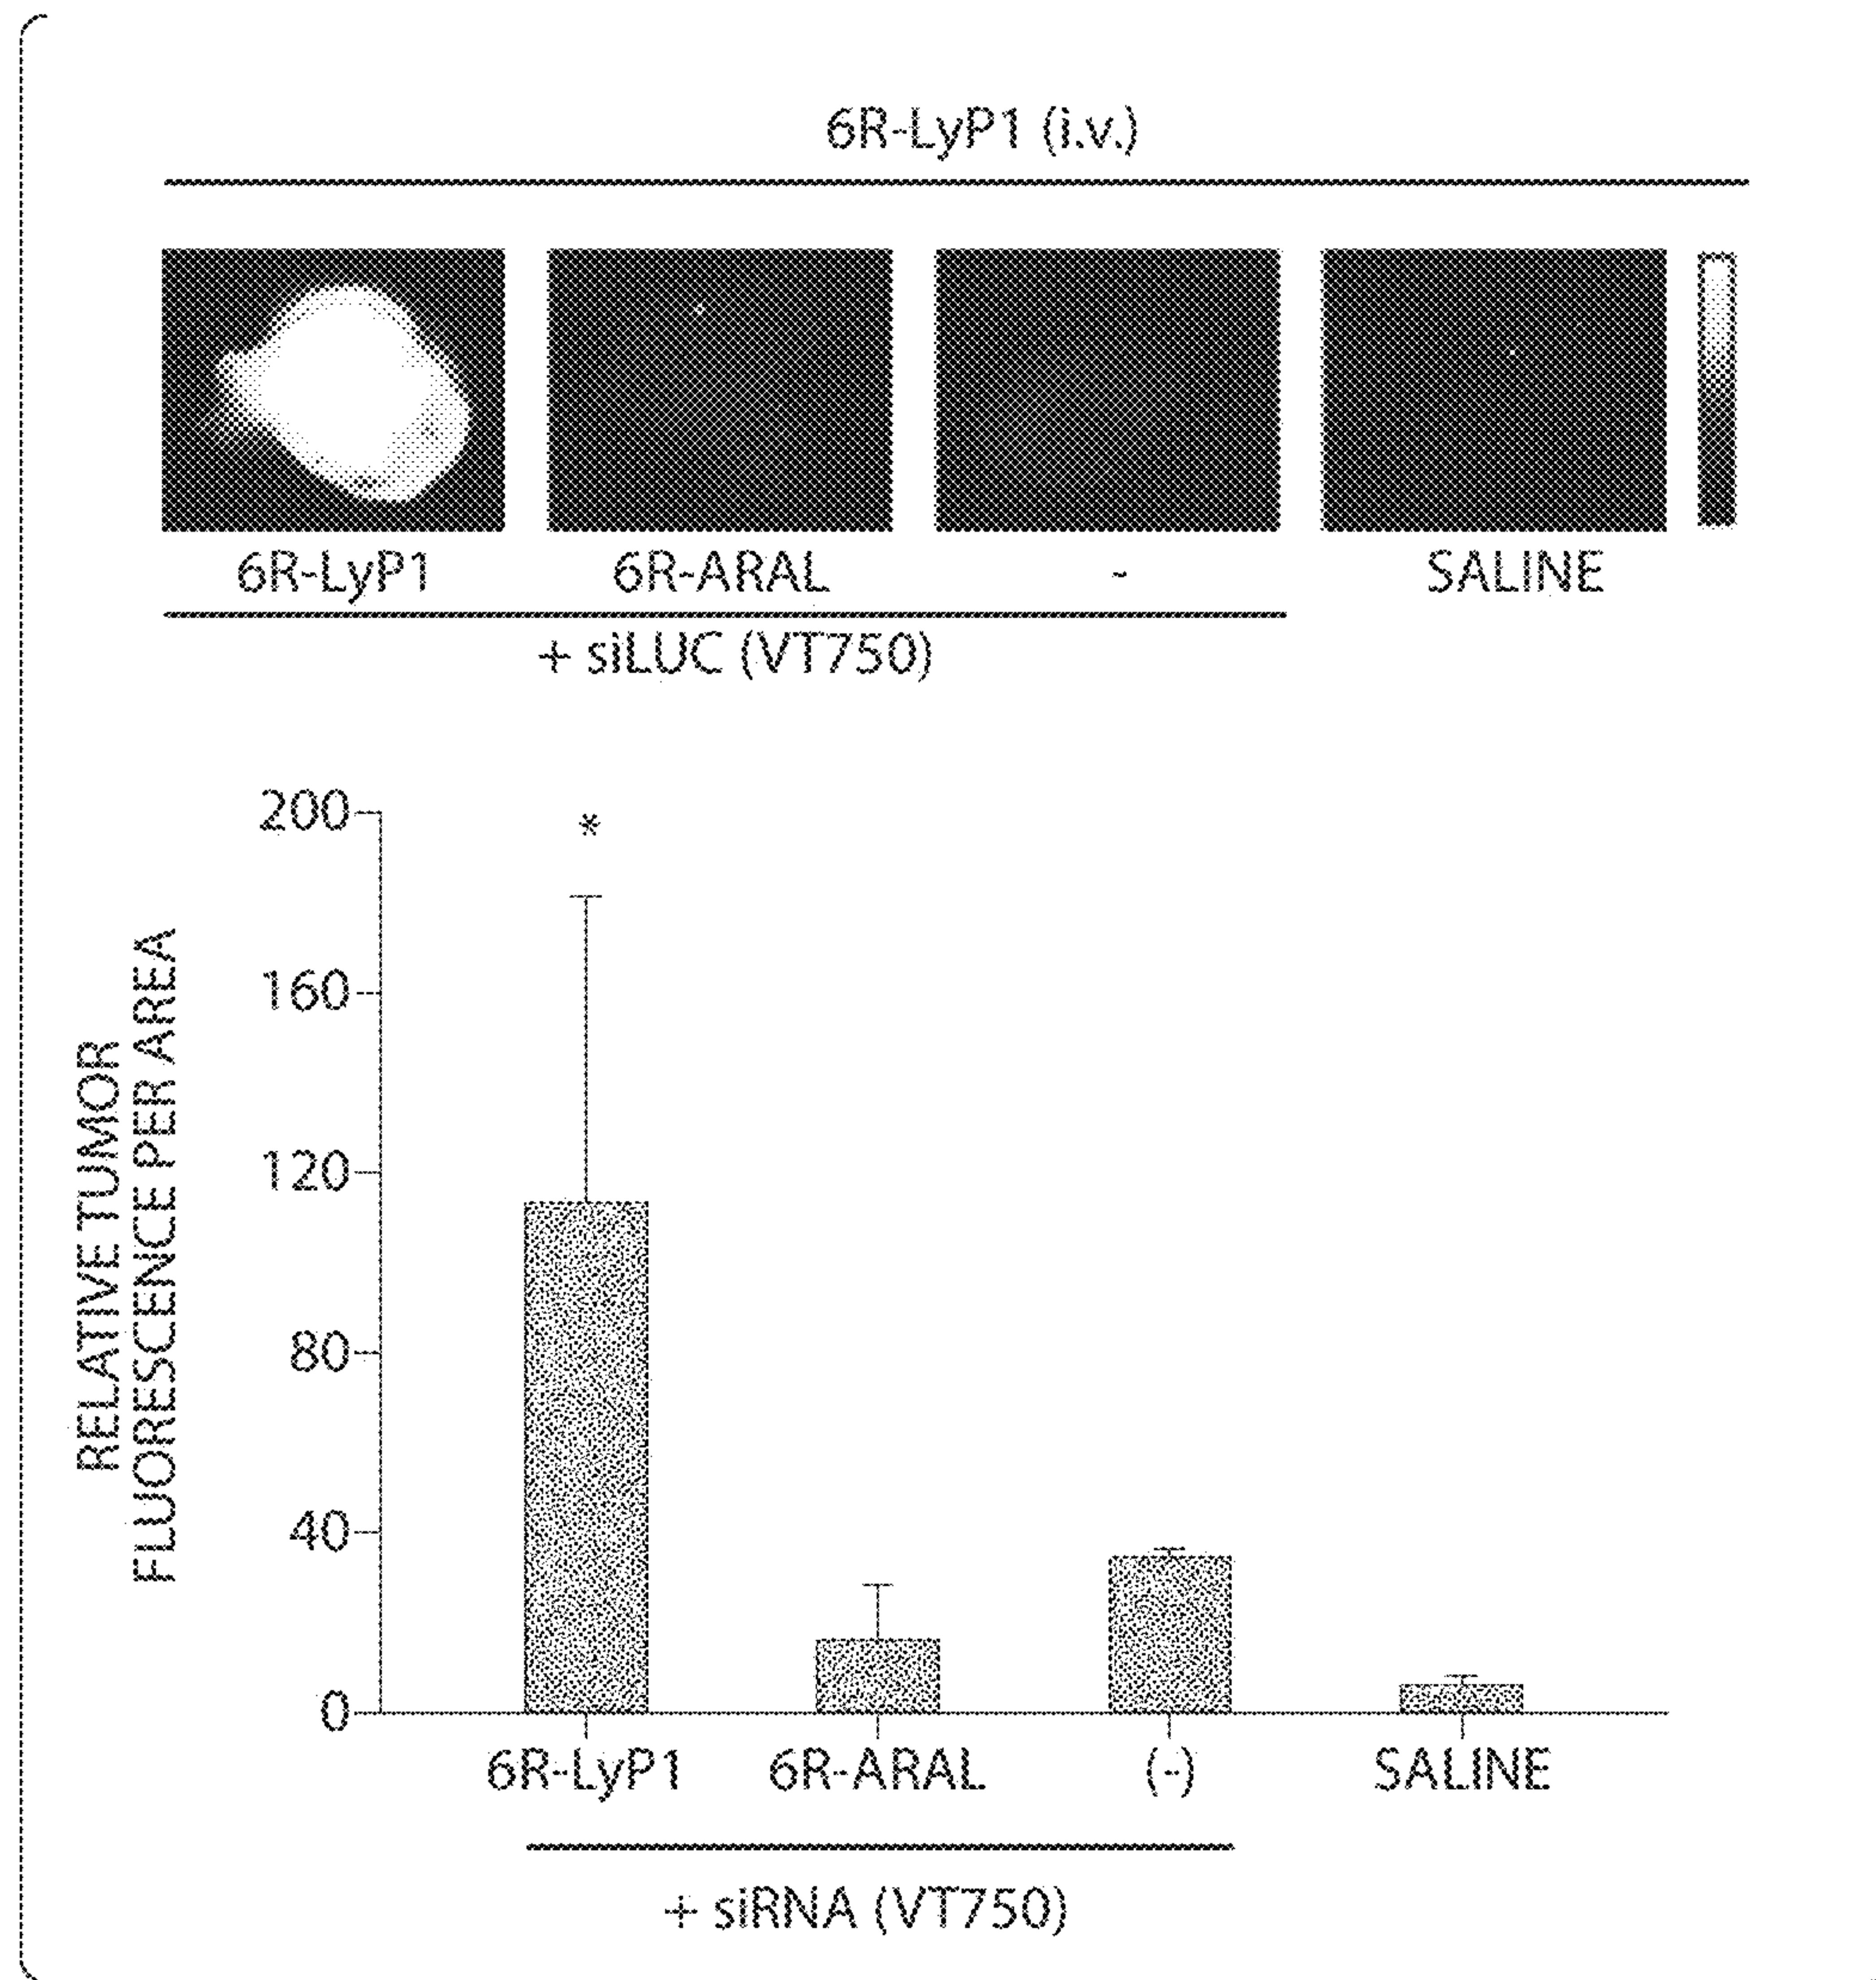 6R-LyP1 (i.v.)
6R-LyP1 6R-ARAL - SALINE
+ siLUC (VT750)
200
*
160
120
80
40
0
RELATIVE TUMOR
FLUORESCENCE PER AREA
6R-LyP1 6R-ARAL (-) SALINE
+ siRNA (VT750)